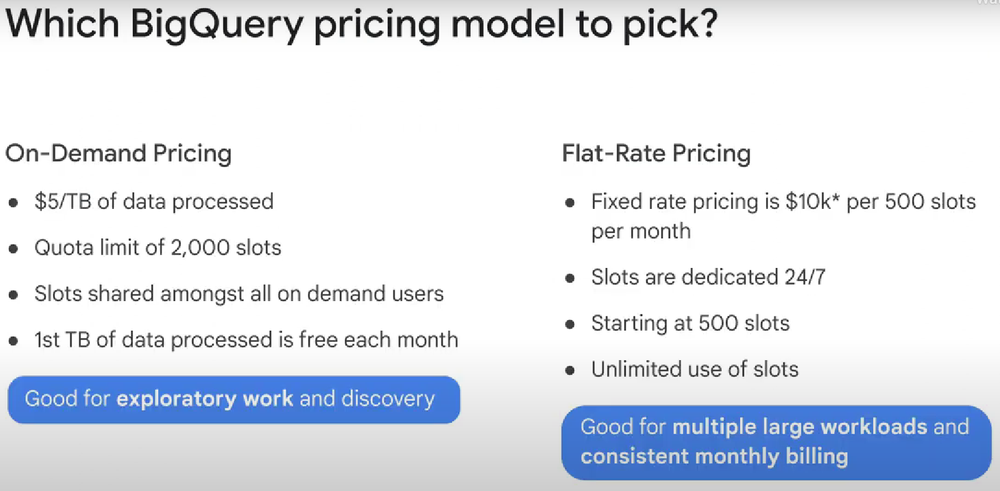 Which BigQuery pricing model to pick?
On-Demand Pricing
● $5/TB of data processed
● Quota limit of 2,000 slots
● Slots shared amongst all on demand users
● 1st TB of data processed is free each month
Good for exploratory work and discovery
Flat-Rate Pricing
● Fixed rate pricing is $10k* per 500 slots
per month
● Slots are dedicated 24/7
● Starting at 500 slots
● Unlimited use of slots
Good for multiple large workloads and
consistent monthly billing